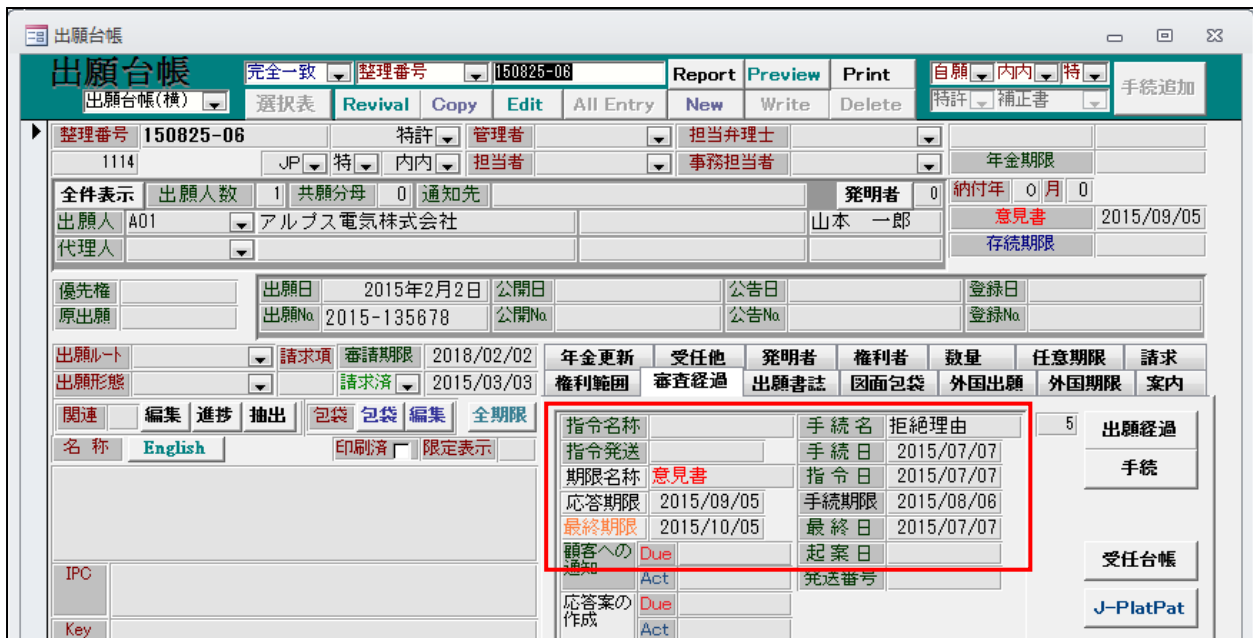 出願台帳
出願台帳 完全一致 整理番号 150825-06 Report Preview Print 自願 内内 特 手続追加
出願台帳(横) 選択表 Revival Copy Edit All Entry New Write Delete 特許 補正書
整理番号 150825-06 特許 管理者 担当弁理士
1114 JP 特 内内 担当者 事務担当者 年金期限
全件表示 出願人数 1 共願分母 0 通知先 発明者 0 納付年 0 月 0
出願人 A01 アルプス電気株式会社 山本 一郎 意見書 2015/09/05
代理人 存続期限
優先権 出願日 2015年2月2日 公開日 公告日 登録日
原出願 出願No. 2015-135678 公開No. 公告No. 登録No.
出願ルート 請求項 審請期限 2018/02/02 年金更新 受任他 発明者 権利者 数量 任意期限 請求
出願形態 請求済 2015/03/03 権利範囲 審査経過 出願書誌 図面包袋 外国出願 外国期限 案内
関連 編集 進捗 抽出 包袋 包袋 編集 全期限 指令名称 手続名 拒絶理由 5 出願経過
名称 English 印刷済 限定表示 指令発送 手続日 2015/07/07 手続
期限名称 意見書 指令日 2015/07/07
応答期限 2015/09/05 手続期限 2015/08/06
最終期限 2015/10/05 最終日 2015/07/07
顧客への通知 Due 起案日 受任台帳
IPC Act 発送番号
応答案の作成 Due J-PlatPat
Key Act